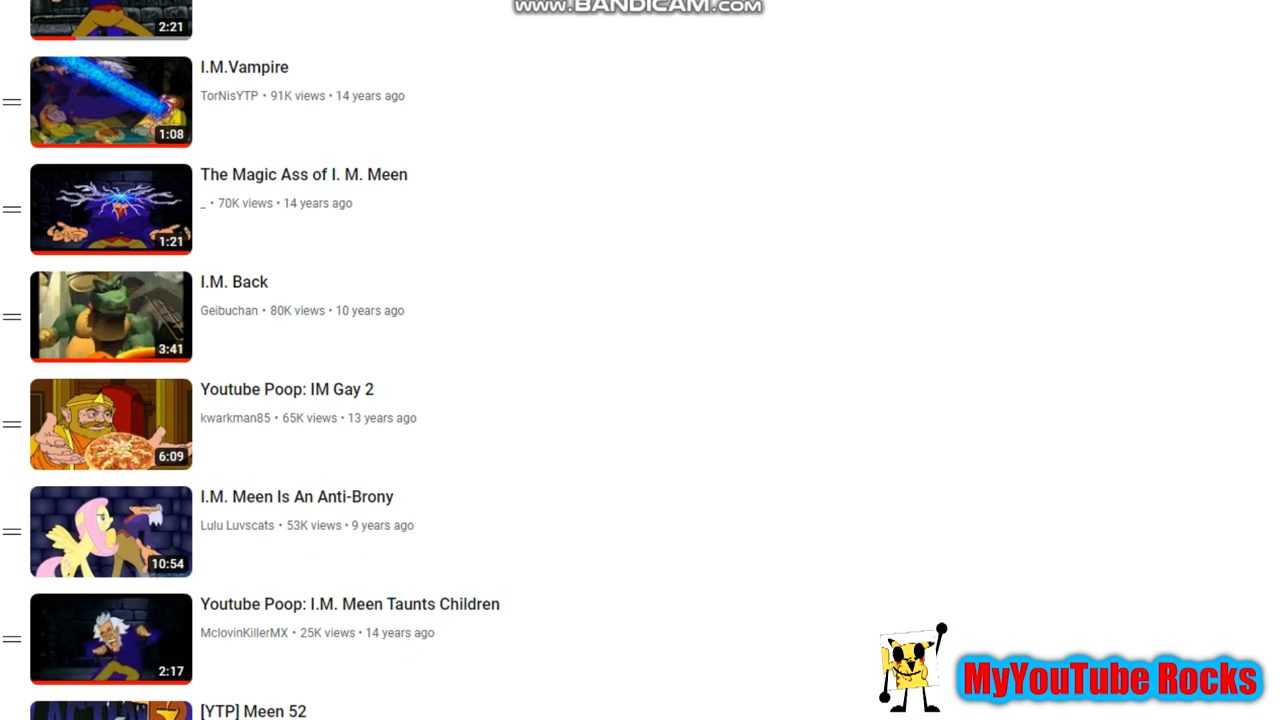 www.BANDICAM.com
2:21
I.M.Vampire
TorNisYTP • 91K views • 14 years ago
1:08
The Magic Ass of I. M. Meen
_ • 70K views • 14 years ago
1:21
I.M. Back
Geibuchan • 80K views • 10 years ago
3:41
Youtube Poop: IM Gay 2
kwarkman85 • 65K views • 13 years ago
6:09
I.M. Meen Is An Anti-Brony
Lulu Luvscats • 53K views • 9 years ago
10:54
Youtube Poop: I.M. Meen Taunts Children
MclovinKillerMX • 25K views • 14 years ago
2:17
MyYouTube Rocks
[YTP] Meen 52